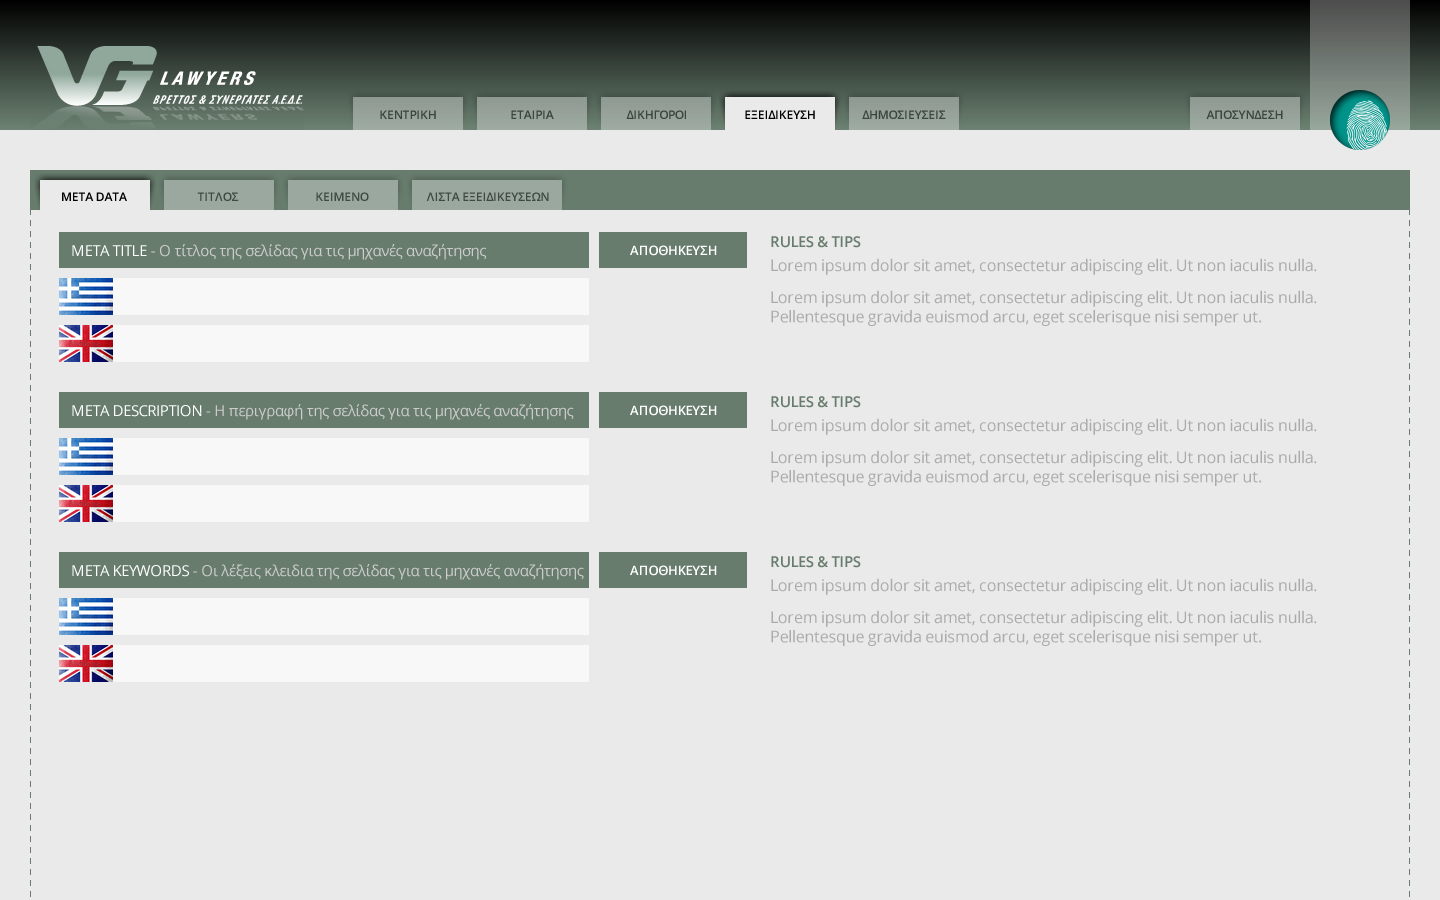 VG LAWYERS
ΒΡΕΤΤΟΣ & ΣΥΝΕΡΓΑΤΕΣ Α.Ε.Δ.Ε.
ΚΕΝΤΡΙΚΗ
ΕΤΑΙΡΙΑ
ΔΙΚΗΓΟΡΟΙ
ΕΞΕΙΔΙΚΕΥΣΗ
ΔΗΜΟΣΙΕΥΣΕΙΣ
ΑΠΟΣΥΝΔΕΣΗ
META DATA
ΤΙΤΛΟΣ
ΚΕΙΜΕΝΟ
ΛΙΣΤΑ ΕΞΕΙΔΙΚΕΥΣΕΩΝ
META TITLE - Ο τίτλος της σελίδας για τις μηχανές αναζήτησης
ΑΠΟΘΗΚΕΥΣΗ
RULES & TIPS
Lorem ipsum dolor sit amet, consectetur adipiscing elit. Ut non iaculis nulla.
Lorem ipsum dolor sit amet, consectetur adipiscing elit. Ut non iaculis nulla.
Pellentesque gravida euismod arcu, eget scelerisque nisi semper ut.
META DESCRIPTION - Η περιγραφή της σελίδας για τις μηχανές αναζήτησης
ΑΠΟΘΗΚΕΥΣΗ
RULES & TIPS
Lorem ipsum dolor sit amet, consectetur adipiscing elit. Ut non iaculis nulla.
Lorem ipsum dolor sit amet, consectetur adipiscing elit. Ut non iaculis nulla.
Pellentesque gravida euismod arcu, eget scelerisque nisi semper ut.
META KEYWORDS - Οι λέξεις κλειδια της σελίδας για τις μηχανές αναζήτησης
ΑΠΟΘΗΚΕΥΣΗ
RULES & TIPS
Lorem ipsum dolor sit amet, consectetur adipiscing elit. Ut non iaculis nulla.
Lorem ipsum dolor sit amet, consectetur adipiscing elit. Ut non iaculis nulla.
Pellentesque gravida euismod arcu, eget scelerisque nisi semper ut.